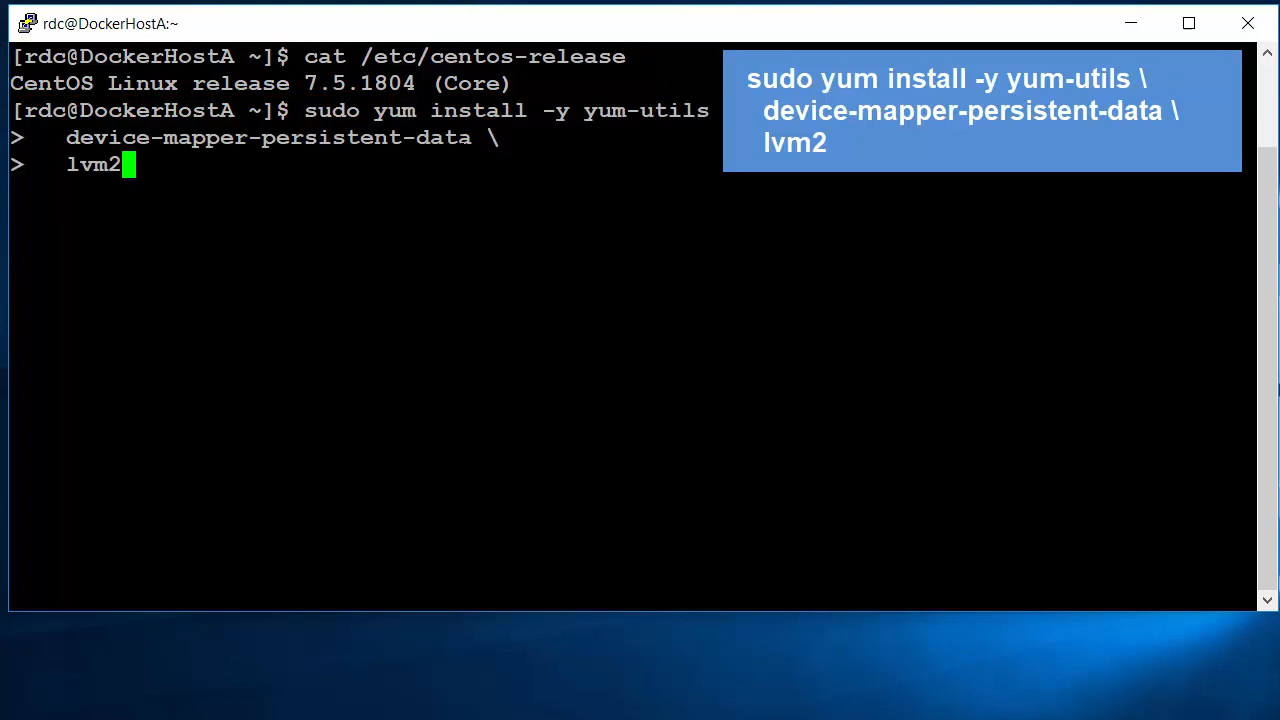 rdc@DockerHostA:~
[rdc@DockerHostA ~]$ cat /etc/centos-release
CentOS Linux release 7.5.1804 (Core)
[rdc@DockerHostA ~]$ sudo yum install -y yum-utils
>   device-mapper-persistent-data \
>   lvm2
sudo yum install -y yum-utils \
device-mapper-persistent-data \
lvm2